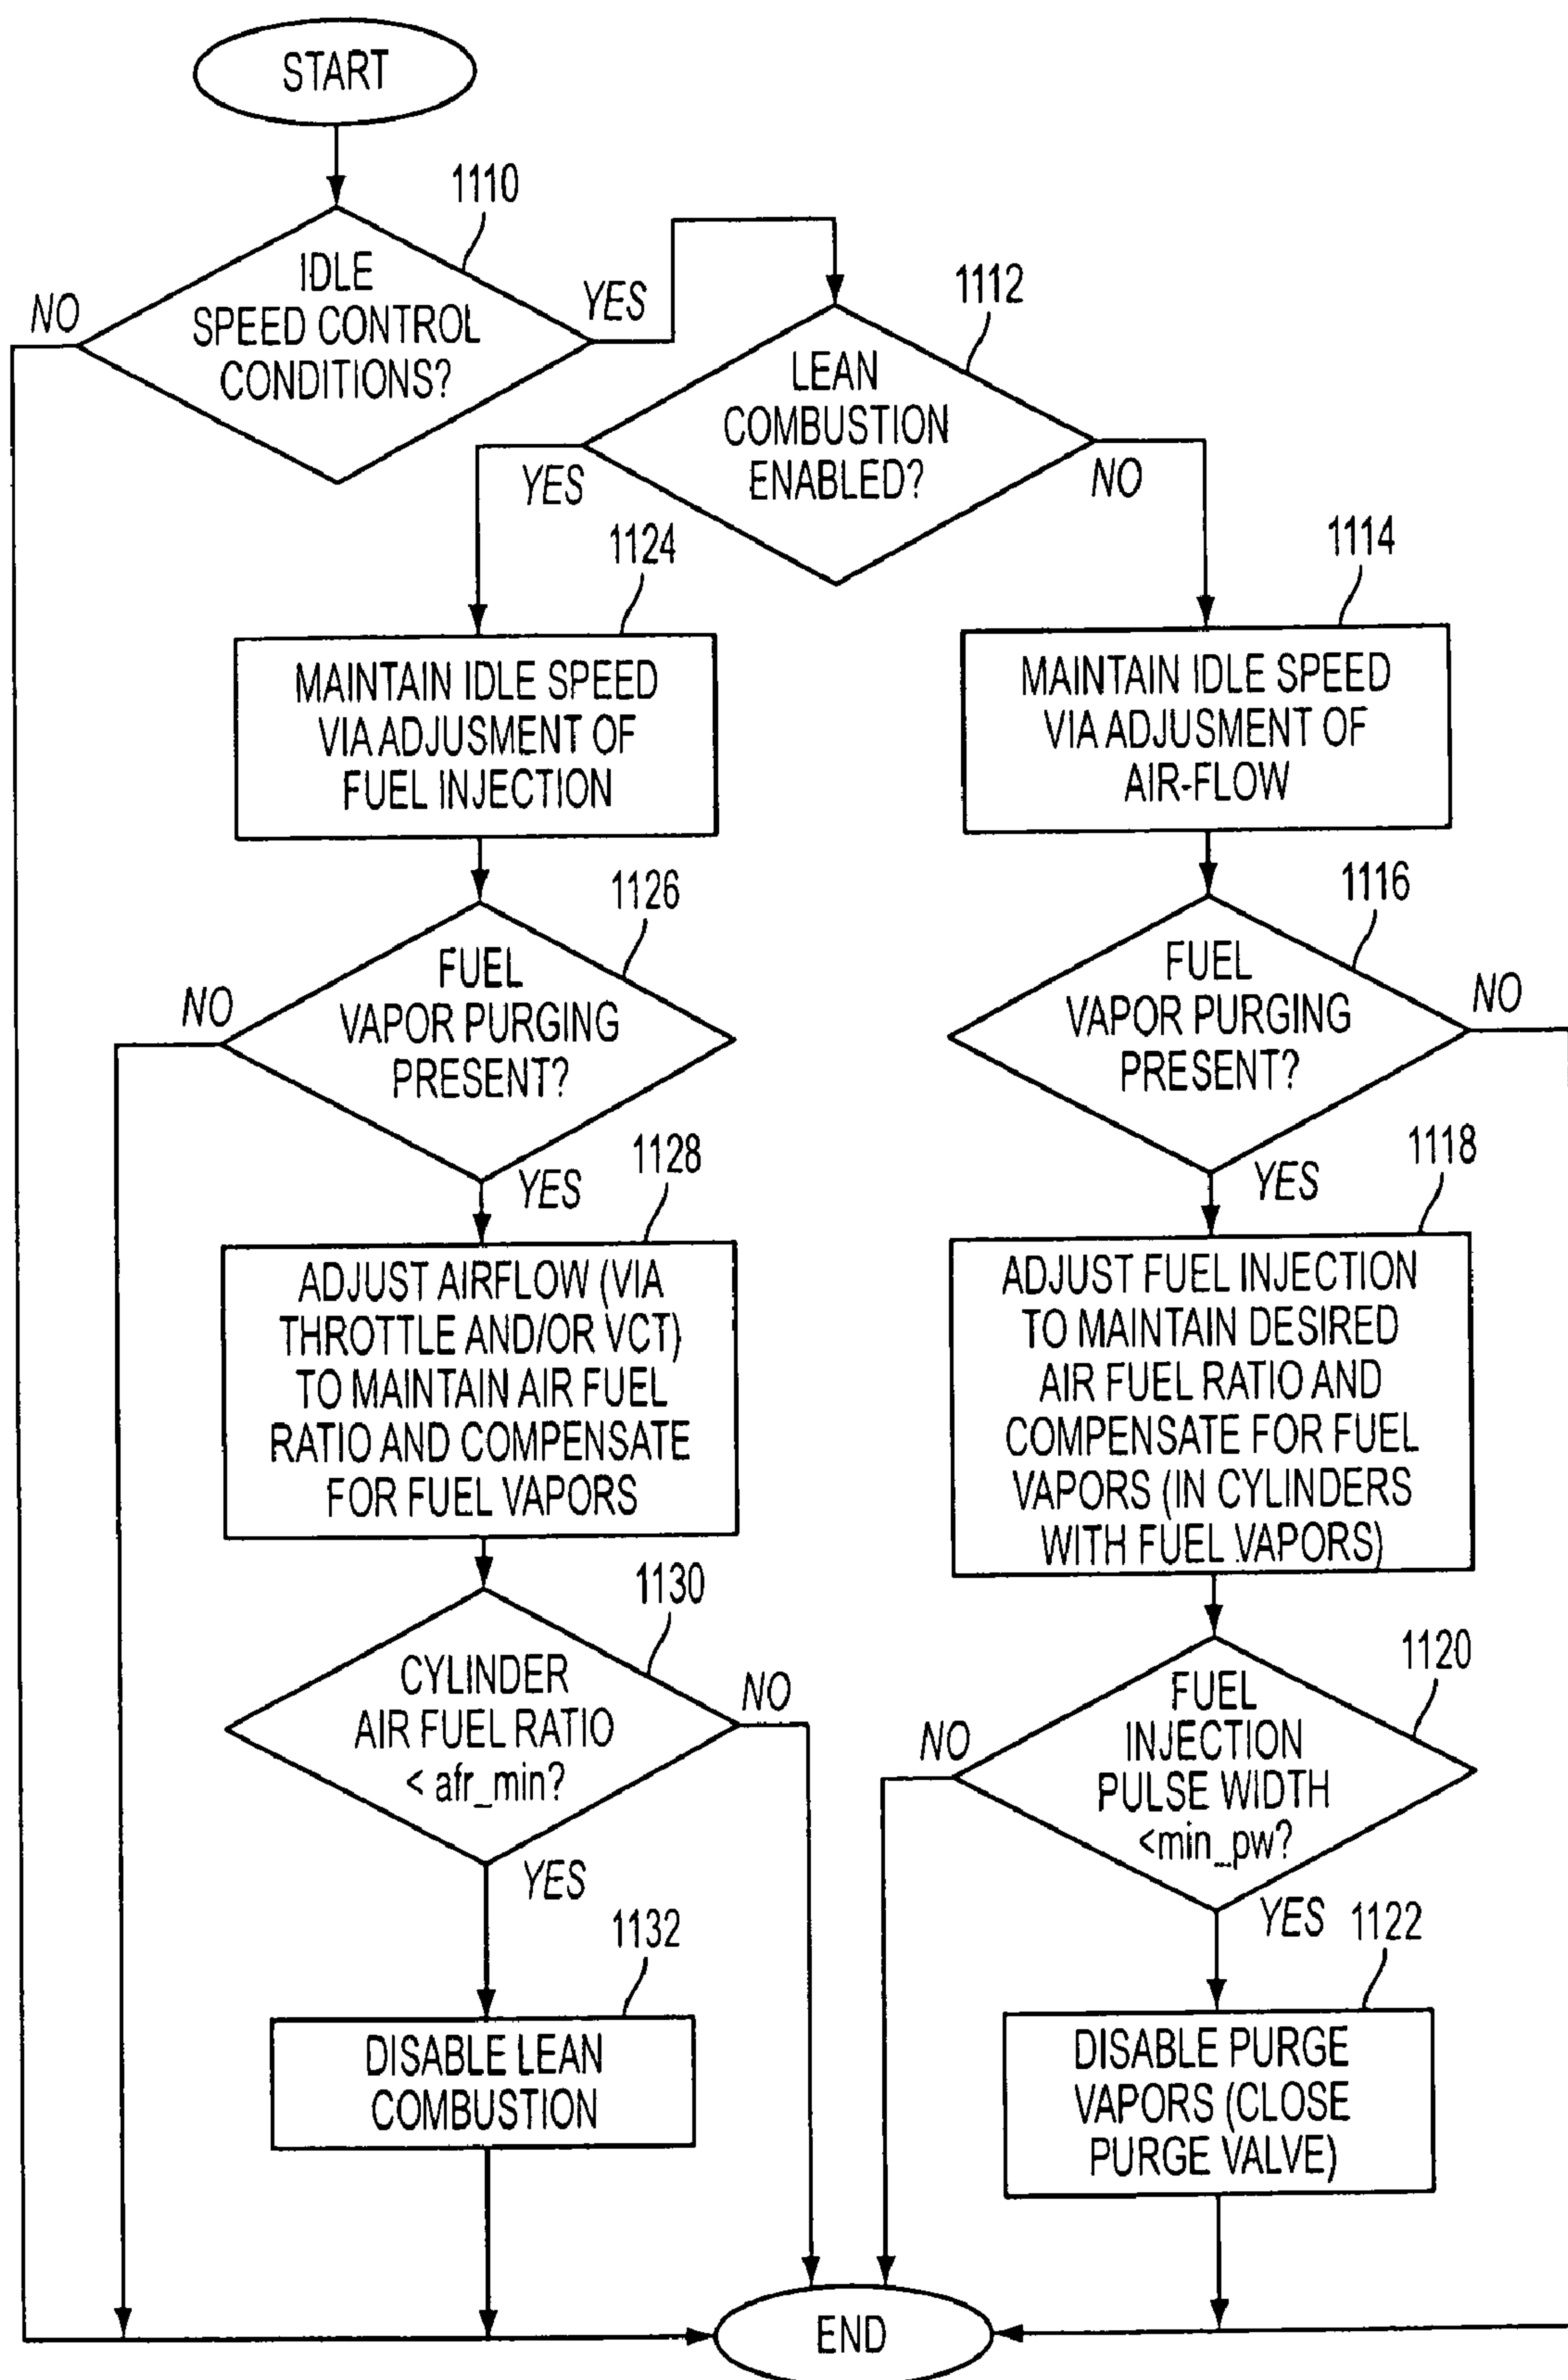 START
1110
IDLE
SPEED CONTROL
CONDITIONS?
NO
YES
1112
LEAN
COMBUSTION
ENABLED?
YES
NO
1124
MAINTAIN IDLE SPEED
VIA ADJUSMENT OF
FUEL INJECTION
1114
MAINTAIN IDLE SPEED
VIA ADJUSMENT OF
AIR-FLOW
1126
FUEL
VAPOR PURGING
PRESENT?
NO
YES
1116
FUEL
VAPOR PURGING
PRESENT?
NO
YES
1128
ADJUST AIRFLOW (VIA
THROTTLE AND/OR VCT)
TO MAINTAIN AIR FUEL
RATIO AND COMPENSATE
FOR FUEL VAPORS
1118
ADJUST FUEL INJECTION
TO MAINTAIN DESIRED
AIR FUEL RATIO AND
COMPENSATE FOR FUEL
VAPORS (IN CYLINDERS
WITH FUEL VAPORS)
1130
CYLINDER
AIR FUEL RATIO
< afr_min?
NO
YES
1120
FUEL
INJECTION
PULSE WIDTH
<min_pw?
NO
YES
1132
DISABLE LEAN
COMBUSTION
1122
DISABLE PURGE
VAPORS (CLOSE
PURGE VALVE)
END